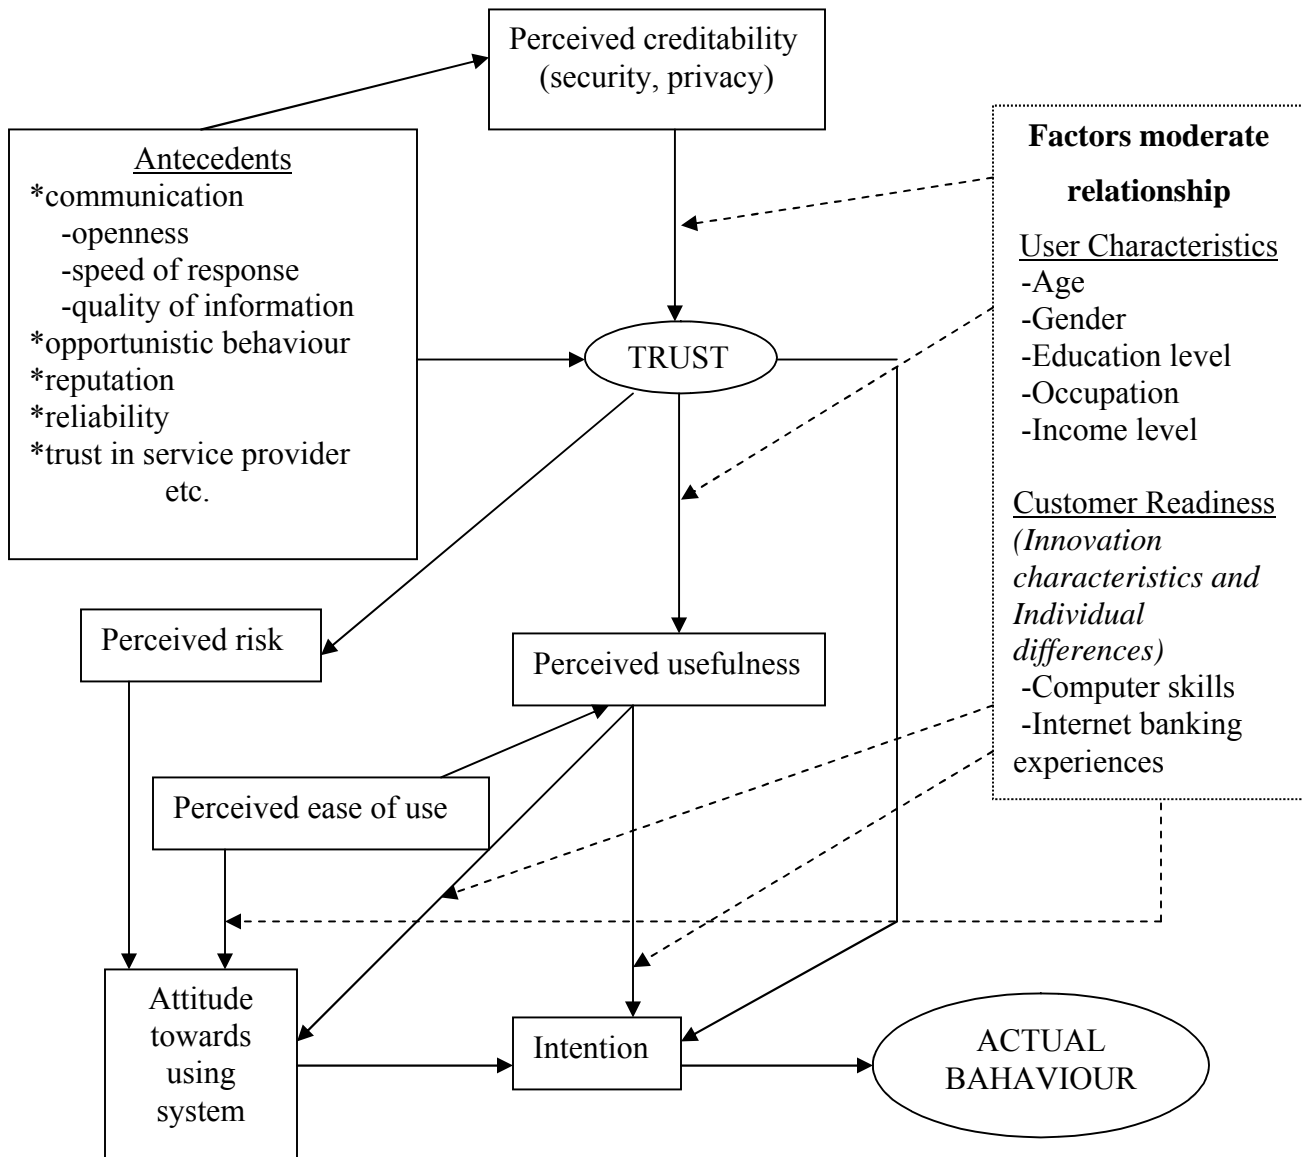 Perceived creditability
(security, privacy)
Antecedents
*communication
-openness
-speed of response
-quality of information
*opportunistic behaviour
*reputation
*reliability
*trust in service provider
etc.
Factors moderate
relationship
User Characteristics
-Age
-Gender
-Education level
-Occupation
-Income level
Customer Readiness
(Innovation
characteristics and
Individual
differences)
-Computer skills
-Internet banking
experiences
TRUST
Perceived risk
Perceived usefulness
Perceived ease of use
Attitude
towards
using
system
Intention
ACTUAL
BAHAVIOUR